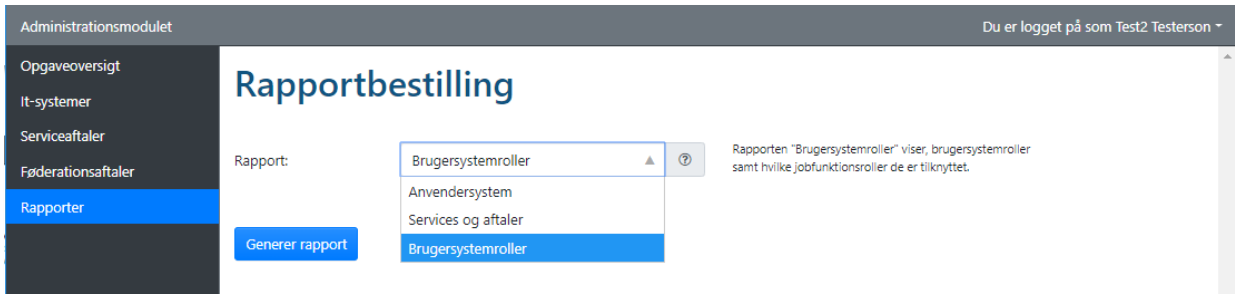 Administrationsmodulet
Du er logget på som Test2 Testerson
Opgaveoversigt
It-systemer
Serviceaftaler
Føderationsaftaler
Rapporter
Rapportbestilling
Rapport:
Brugersystemroller
Rapporten "Brugersystemroller" viser, brugersystemroller
samt hvilke jobfunktionsroller de er tilknyttet.
Anvendersystem
Services og aftaler
Brugersystemroller
Generer rapport